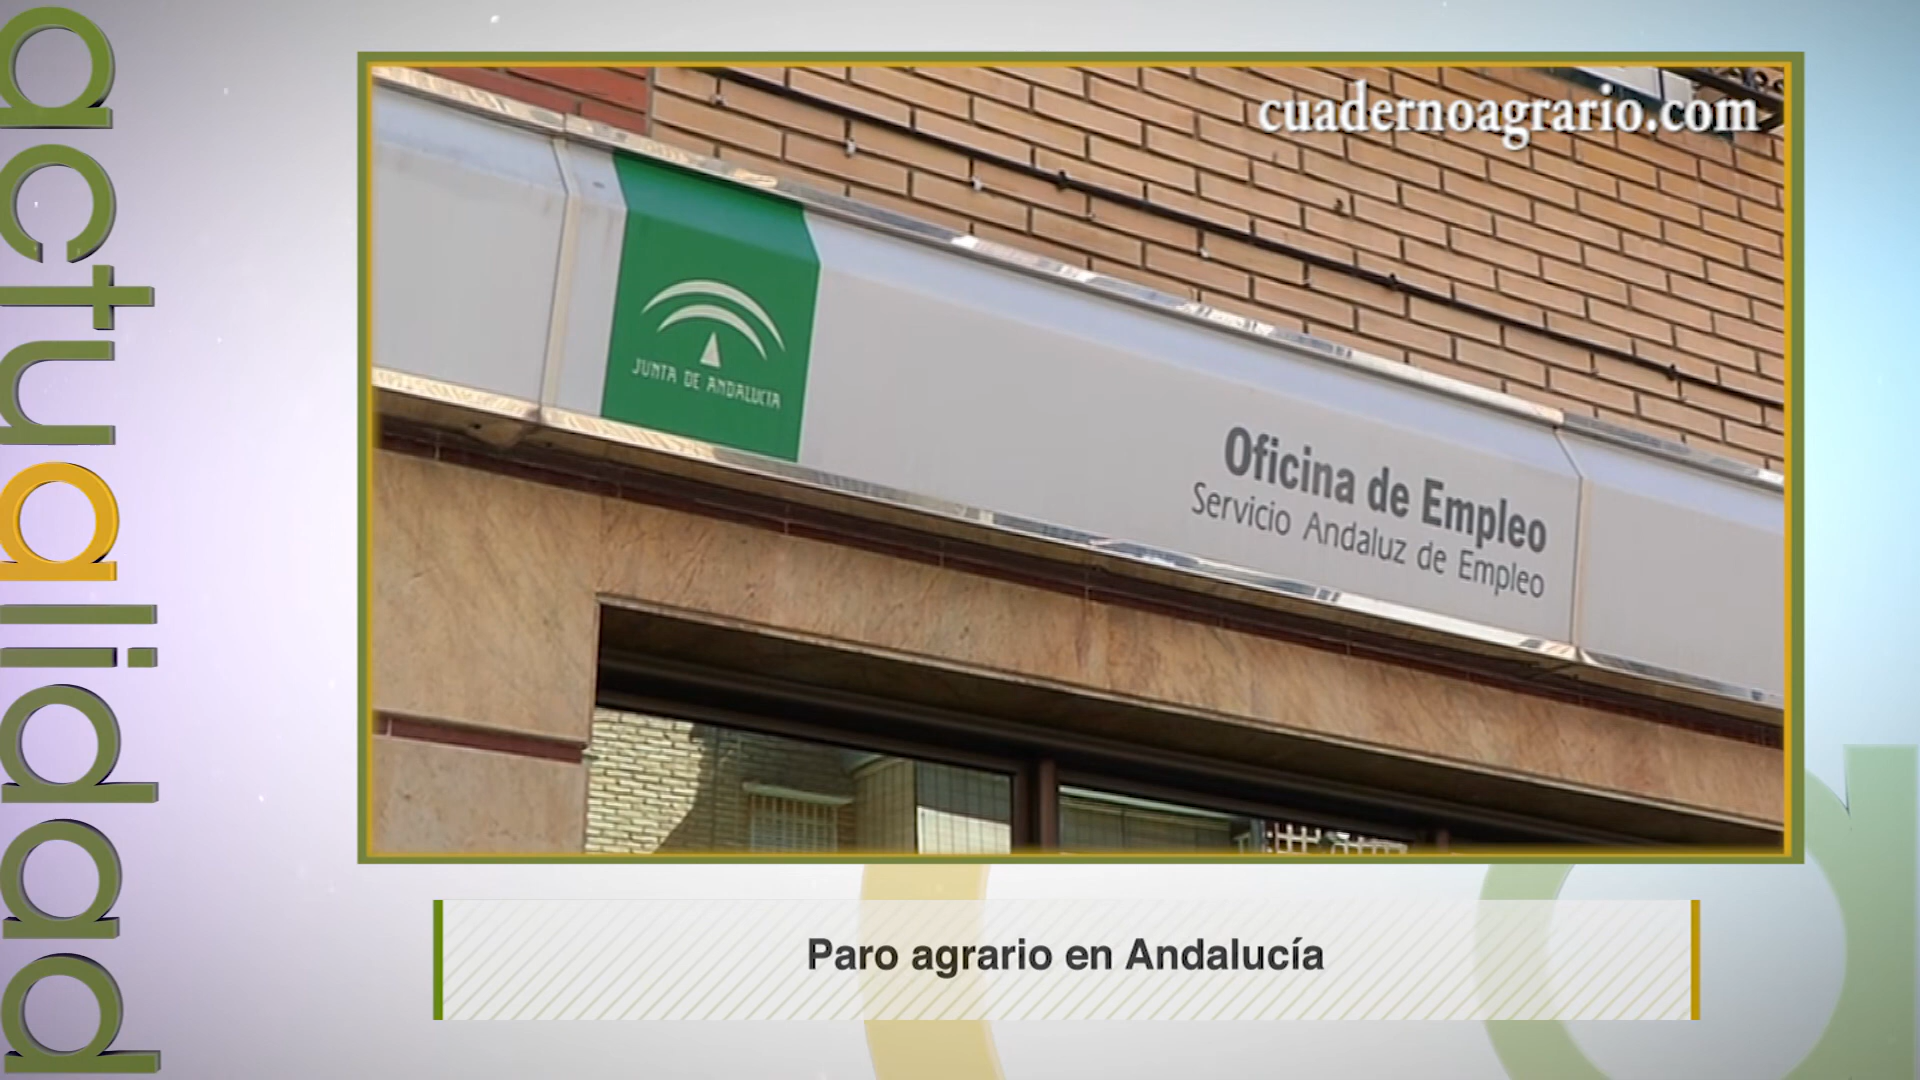 actualidad
cuadernoagrario.com
JUNTA DE ANDALUCIA
Oficina de Empleo
Servicio Andaluz de Empleo
Paro agrario en Andalucía